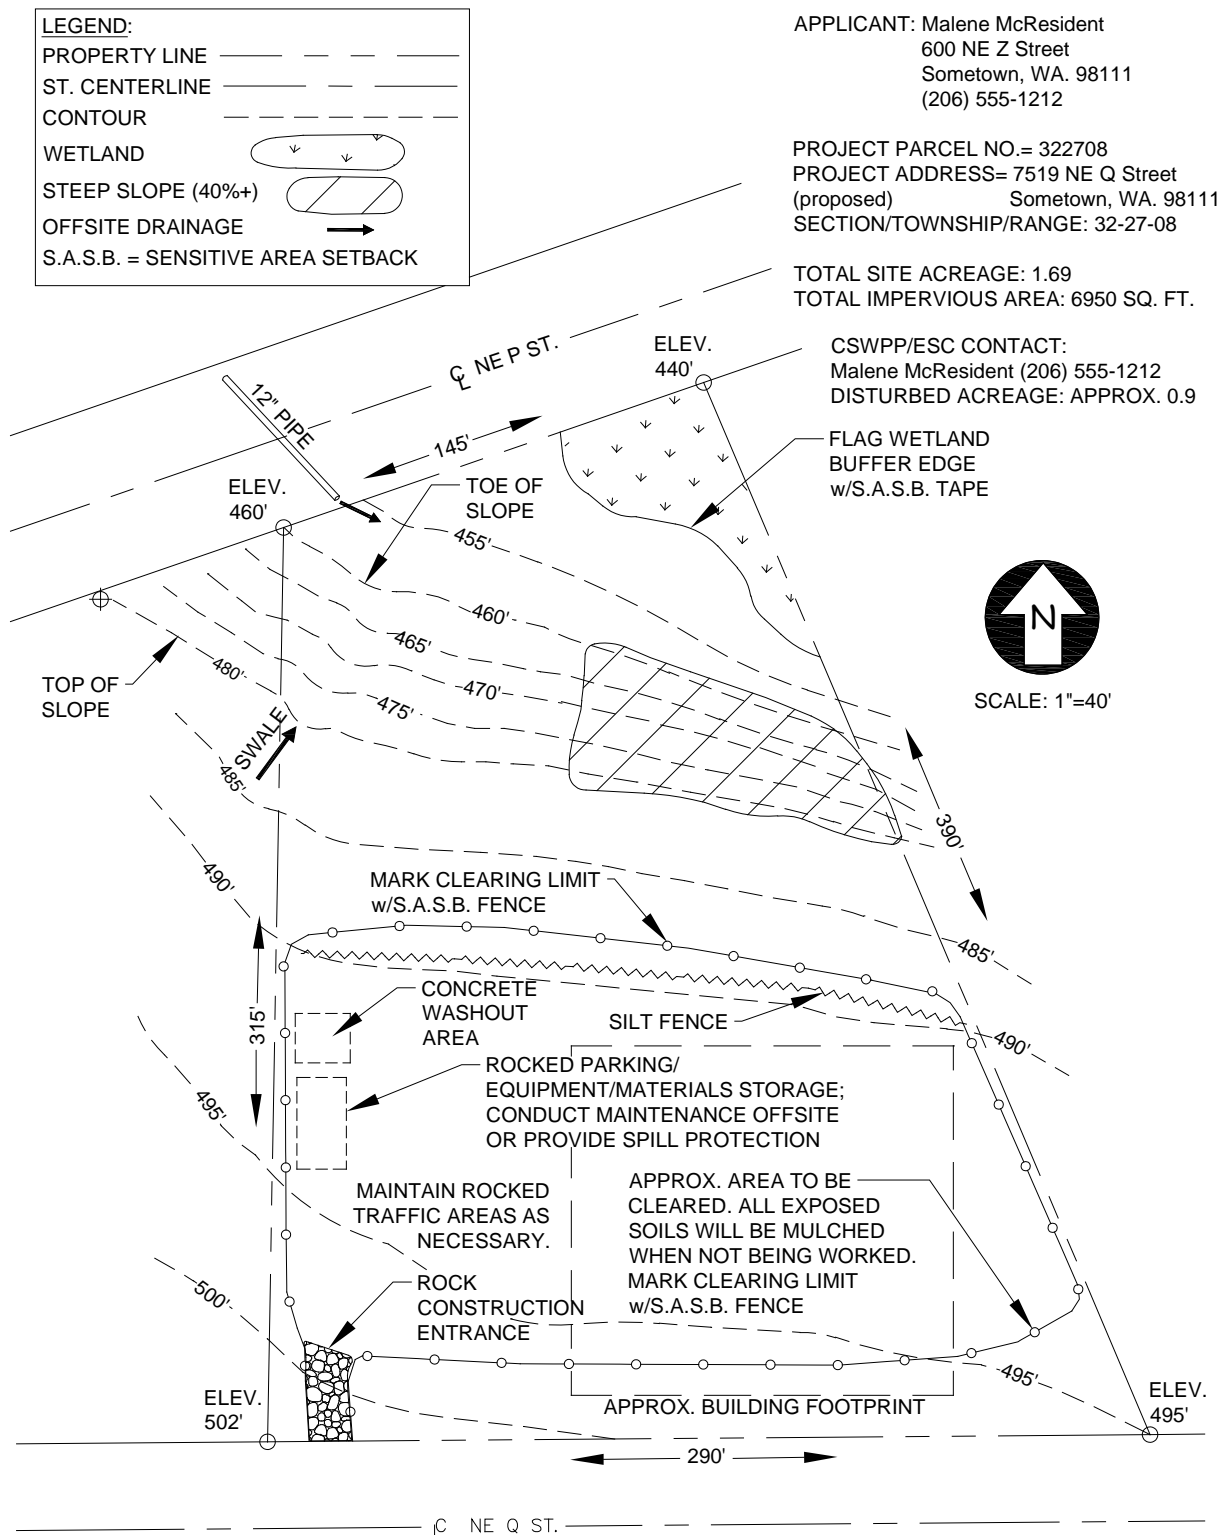 LEGEND:
PROPERTY LINE
ST. CENTERLINE
CONTOUR
WETLAND
STEEP SLOPE (40%+)
OFFSITE DRAINAGE
S.A.S.B. = SENSITIVE AREA SETBACK
APPLICANT: Malene McResident
600 NE Z Street
Sometown, WA. 98111
(206) 555-1212
PROJECT PARCEL NO.= 322708
PROJECT ADDRESS= 7519 NE Q Street
(proposed) Sometown, WA. 98111
SECTION/TOWNSHIP/RANGE: 32-27-08
TOTAL SITE ACREAGE: 1.69
TOTAL IMPERVIOUS AREA: 6950 SQ. FT.
CSWPP/ESC CONTACT:
Malene McResident (206) 555-1212
DISTURBED ACREAGE: APPROX. 0.9
CL NE P ST.
ELEV.
440'
12" PIPE
145'
FLAG WETLAND
BUFFER EDGE
w/S.A.S.B. TAPE
ELEV.
460'
TOE OF
SLOPE
455'
460'
465'
470'
475'
480'
TOP OF
SLOPE
SWALE
485'
N
SCALE: 1"=40'
390'
490'
MARK CLEARING LIMIT
w/S.A.S.B. FENCE
485'
315'
CONCRETE
WASHOUT
AREA
SILT FENCE
490'
ROCKED PARKING/
EQUIPMENT/MATERIALS STORAGE;
CONDUCT MAINTENANCE OFFSITE
OR PROVIDE SPILL PROTECTION
495'
MAINTAIN ROCKED
TRAFFIC AREAS AS
NECESSARY.
APPROX. AREA TO BE
CLEARED. ALL EXPOSED
SOILS WILL BE MULCHED
WHEN NOT BEING WORKED.
MARK CLEARING LIMIT
w/S.A.S.B. FENCE
500'
ROCK
CONSTRUCTION
ENTRANCE
495'
ELEV.
502'
APPROX. BUILDING FOOTPRINT
ELEV.
495'
290'
CL NE Q ST.